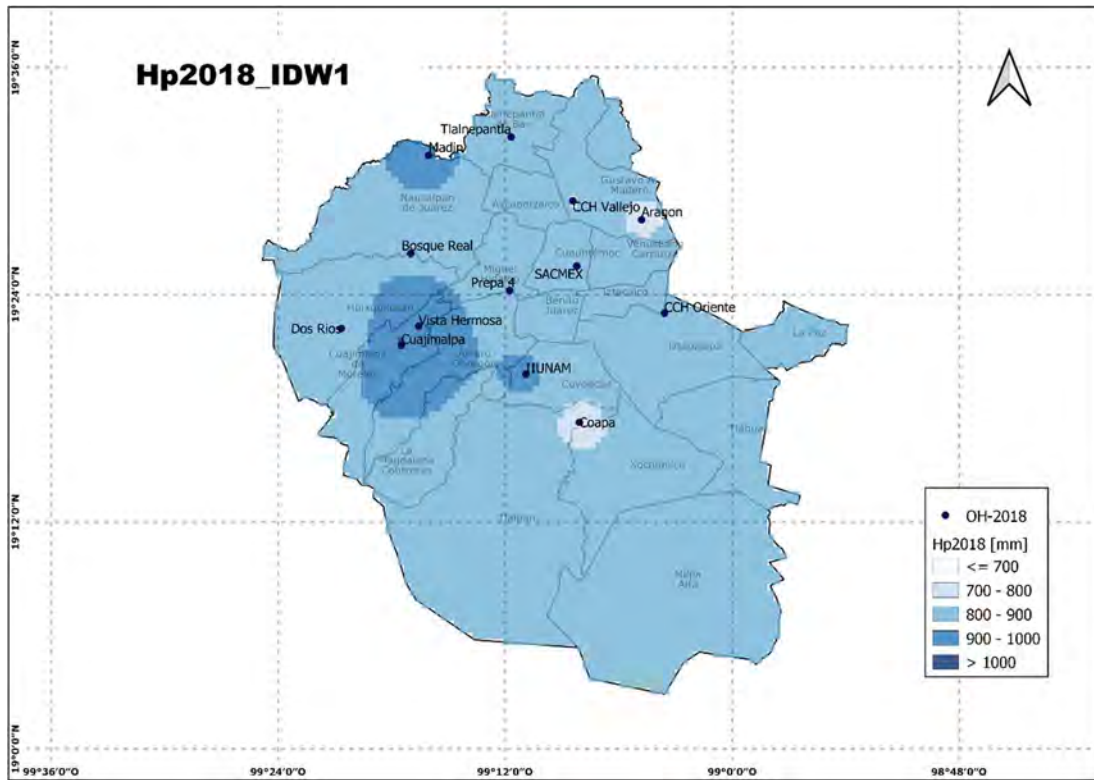 Hp2018_IDW1
19°36'0"N
19°24'0"N
19°12'0"N
19°0'0"N
Tlalnepantla
Madin
Naucalpan
de Juárez
Azcapotzalco
Gustavo A.
Madero
CCH Vallejo
Aragon
Venustiano
Carranza
Bosque Real
Cuauhtémoc
SACMEX
Miguel
Prepa 4
Iztacalco
Benito
Juárez
CCH Oriente
La Paz
Huixquilucan
Dos Rios
Vista Hermosa
Cuajimalpa
Cuajimalpa
de
Morelos
Álvaro
Obregón
Iztapalapa
IIUNAM
Coyoacán
Coapa
Tláhuac
La
Magdalena
Contreras
Xochimilco
Tlalpan
Milpa
Alta
OH-2018
Hp2018 [mm]
<= 700
700 - 800
800 - 900
900 - 1000
> 1000
99°36'0"O
99°24'0"O
99°12'0"O
99°0'0"O
98°48'0"O